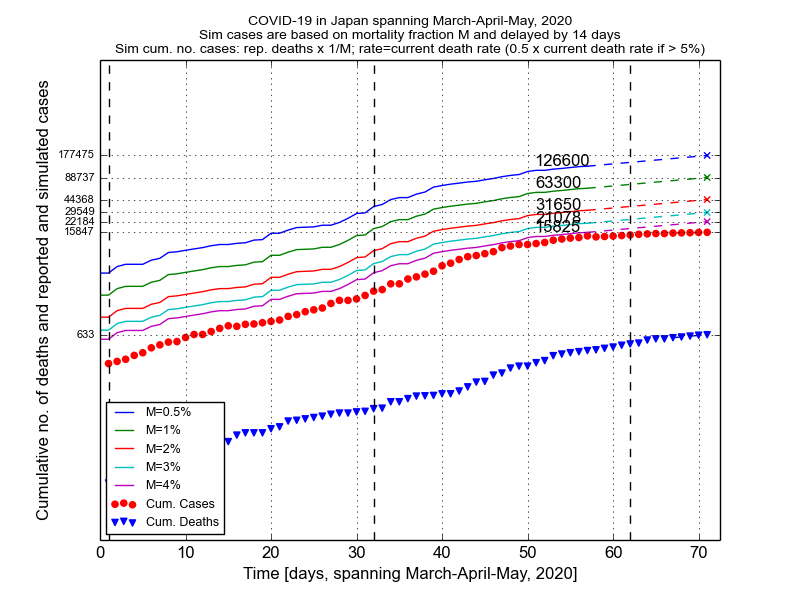 COVID-19 in Japan spanning March-April-May, 2020
Sim cases are based on mortality fraction M and delayed by 14 days
Sim cum. no. cases: rep. deaths x 1/M; rate=current death rate (0.5 x current death rate if > 5%)
Cumulative no. of deaths and reported and simulated cases
177475
88737
44368
29549
22184
15847
633
126600
63300
31650
21078
15825
M=0.5%
M=1%
M=2%
M=3%
M=4%
Cum. Cases
Cum. Deaths
0 10 20 30 40 50 60 70
Time [days, spanning March-April-May, 2020]